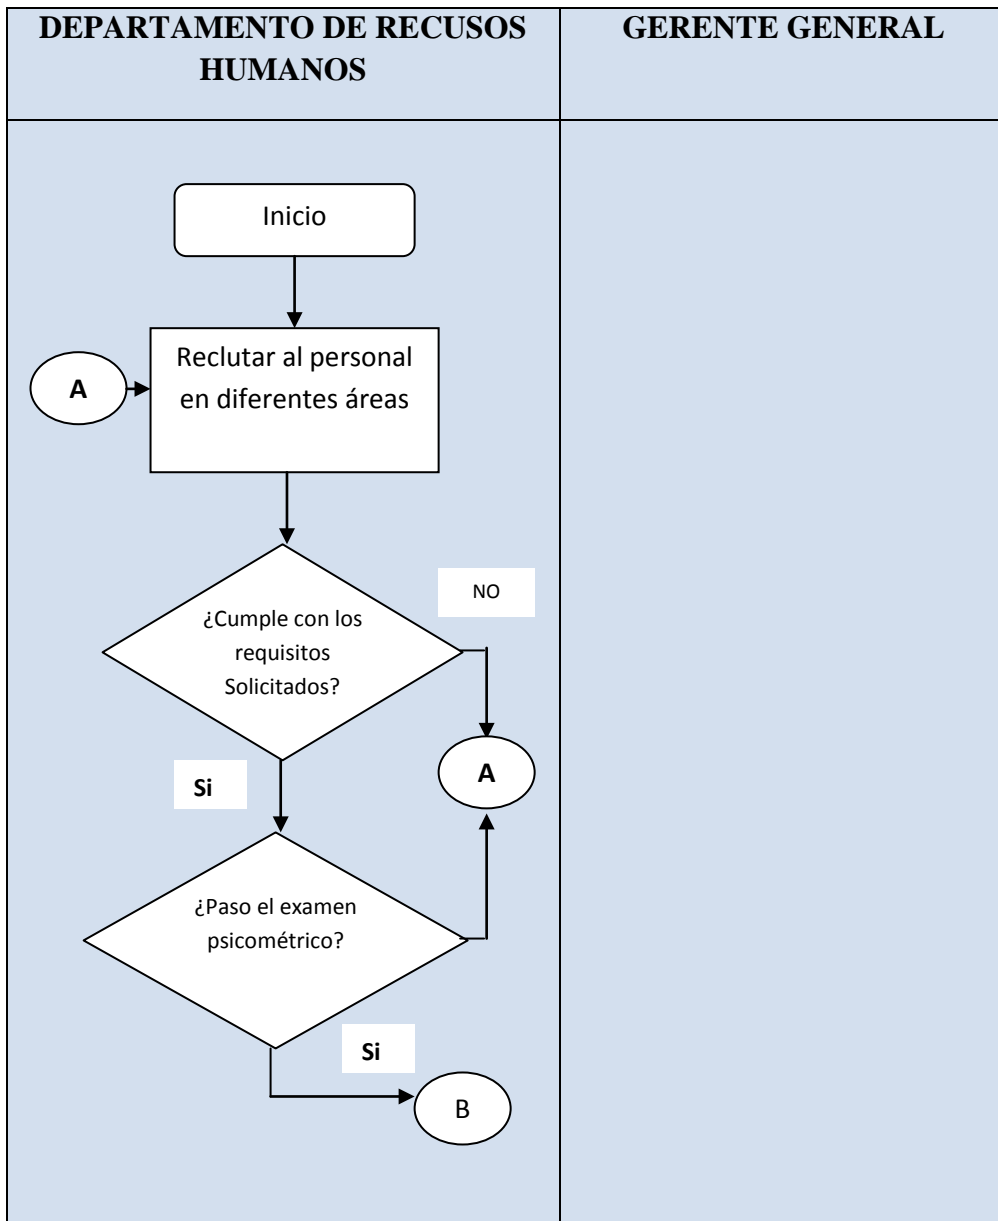 DEPARTAMENTO DE RECUSOS
HUMANOS
GERENTE GENERAL
Inicio
A
Reclutar al personal
en diferentes áreas
NO
¿Cumple con los
requisitos
Solicitados?
A
Si
¿Paso el examen
psicométrico?
Si
B